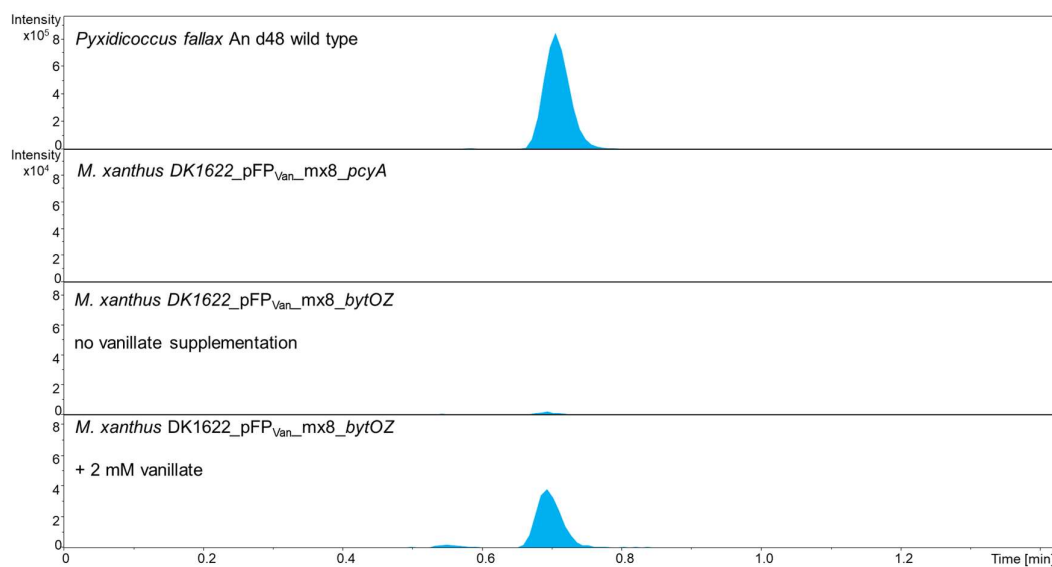 Intensity
x10⁵ 8
Pyxidicoccus fallax An d48 wild type
6
4
2
0
Intensity
x10⁴ 8
M. xanthus DK1622_pFPVan_mx8_pcyA
6
4
2
0
8
M. xanthus DK1622_pFPVan_mx8_bytOZ
6
no vanillate supplementation
4
2
0
8
M. xanthus DK1622_pFPVan_mx8_bytOZ
6
+ 2 mM vanillate
4
2
0
0 0.2 0.4 0.6 0.8 1.0 1.2 Time [min]